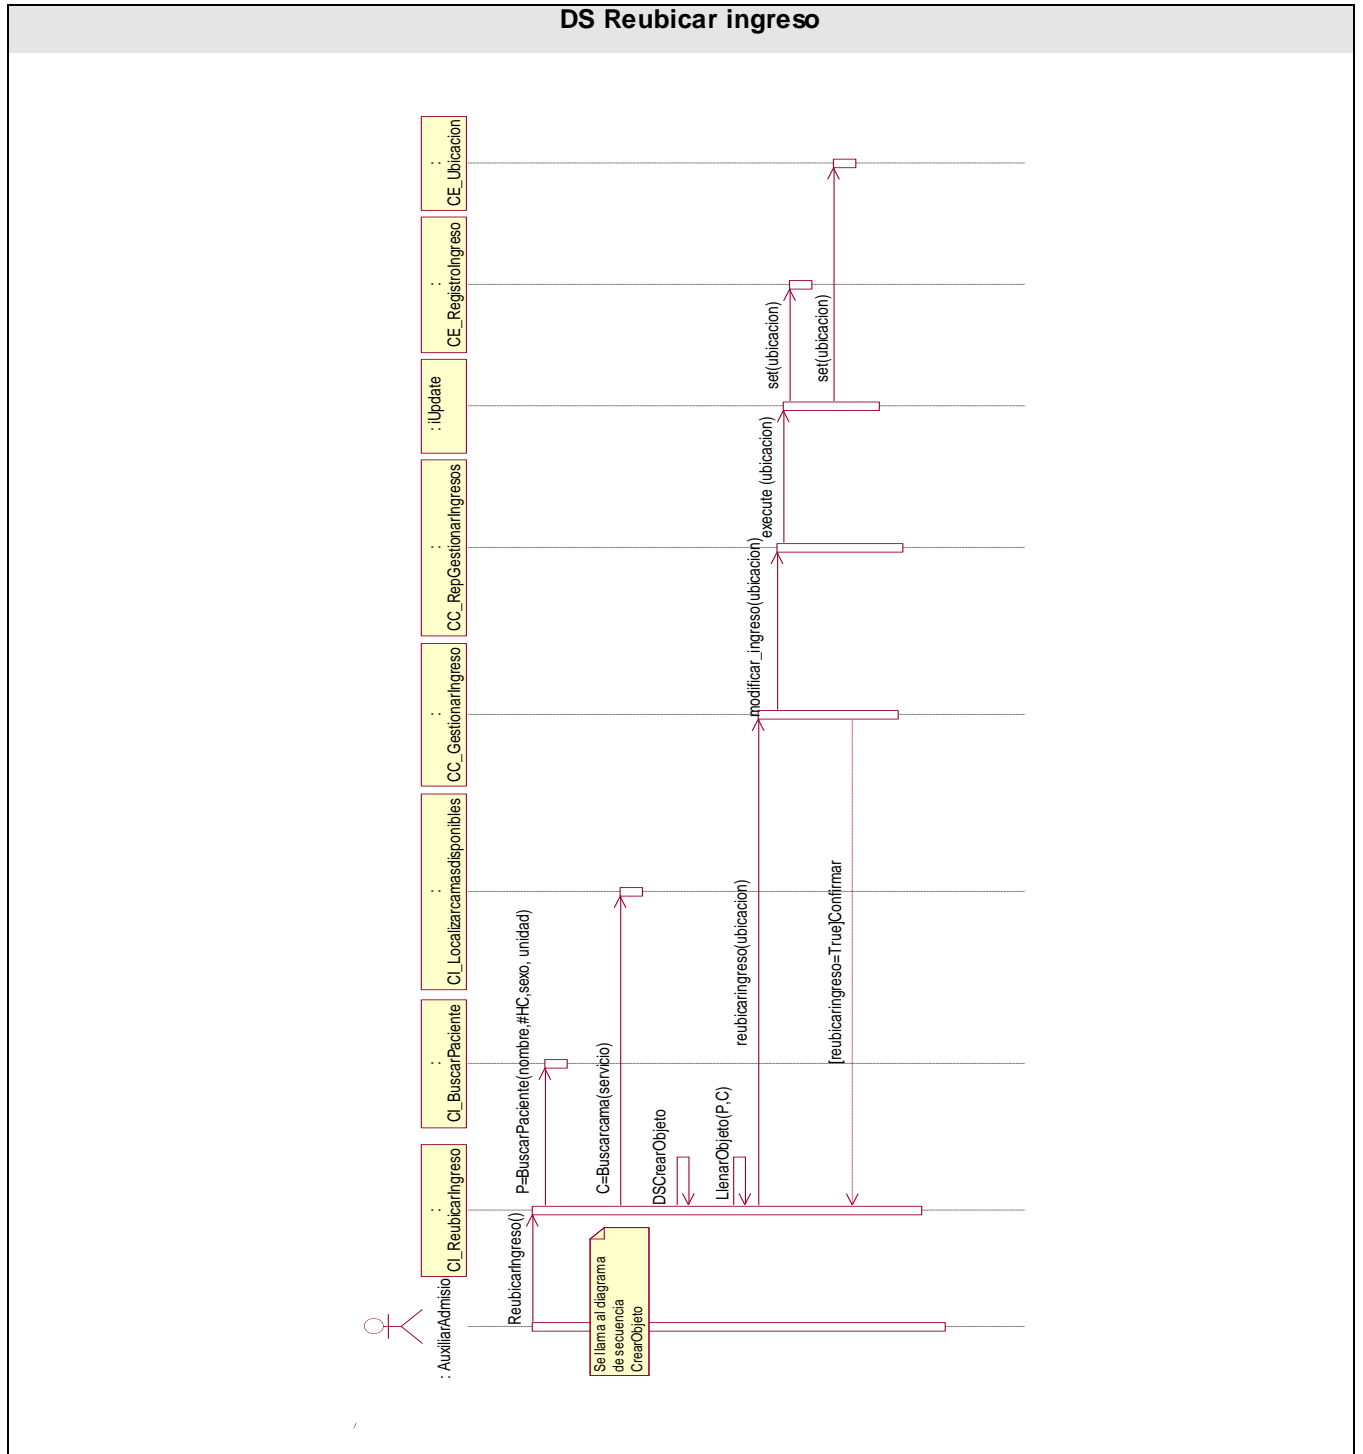 DS Reubicar ingreso
: AuxiliarAdmisio
:
CI_ReubicarIngreso
:
CI_BuscarPaciente
:
CI_Localizarcamasdisponibles
:
CC_GestionarIngreso
:
CC_RepGestionarIngresos
: iUpdate
:
CE_RegistroIngreso
:
CE_Ubicacion
ReubicarIngreso()
P=BuscarPaciente(nombre,#HC,sexo, unidad)
Se llama al diagrama
de secuencia
CrearObjeto
C=Buscarcama(servicio)
DSCrearObjeto
LlenarObjeto(P,C)
reubicaringreso(ubicacion)
modificar_ingreso(ubicacion)
execute (ubicacion)
set(ubicacion)
set(ubicacion)
[reubicaringreso=True]Confirmar